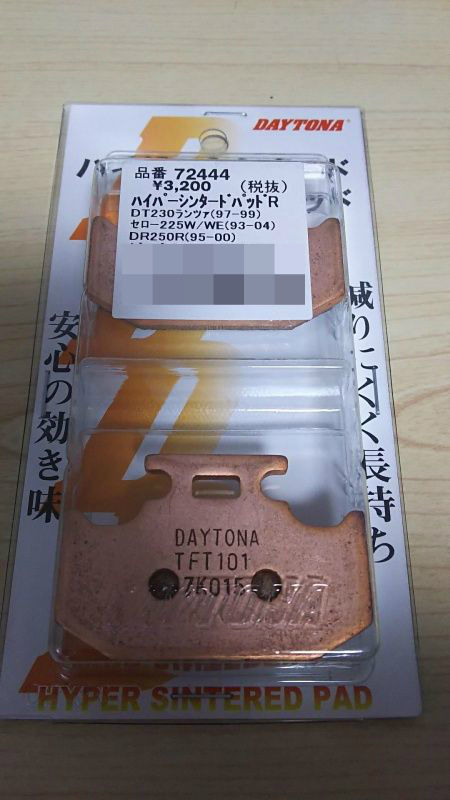 DAYTONA
品番 72444
¥3,200 (税抜)
ﾊｲﾊﾟｰｼﾝﾀｰﾄﾞﾊﾟｯﾄﾞR
DT230ランツァ(97-99)
セロー225W/WE(93-04)
DR250R(95-00)
減りにくく長持ち
安心の効き味
DAYTONA
TFT101
7K015
HYPER SINTERED PAD